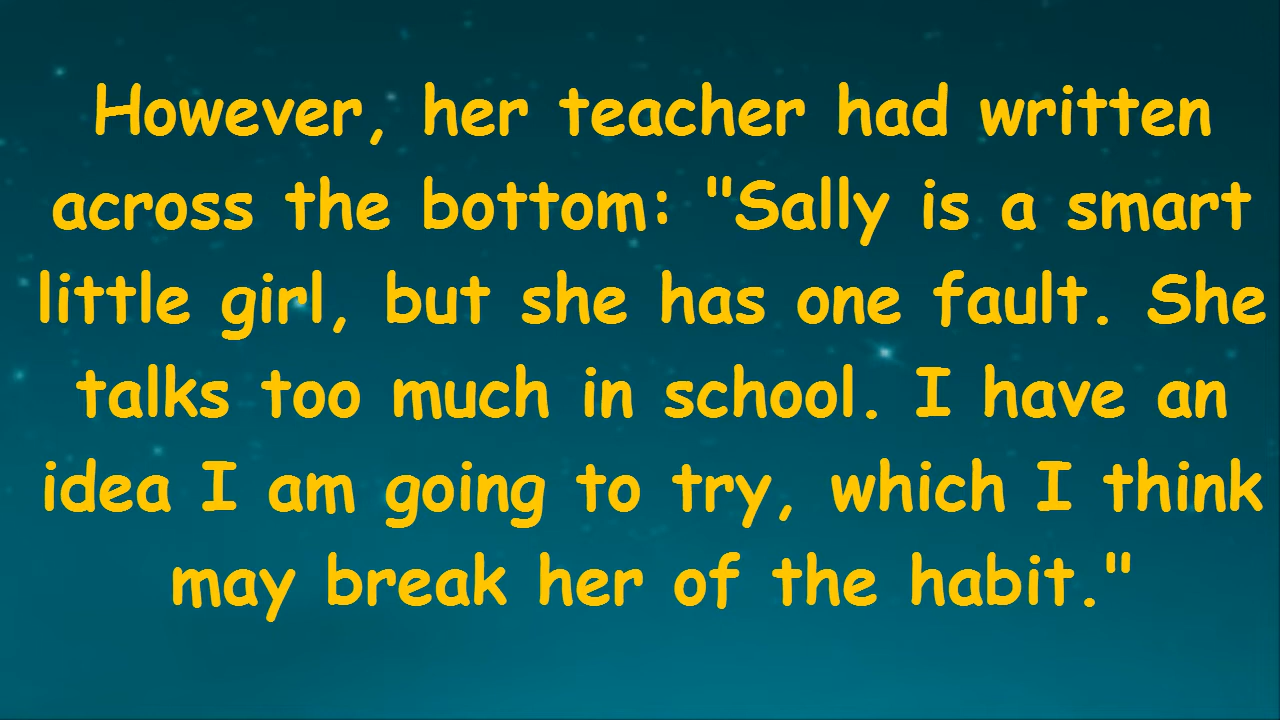 However, her teacher had written
across the bottom: "Sally is a smart
little girl, but she has one fault. She
talks too much in school. I have an
idea I am going to try, which I think
may break her of the habit."